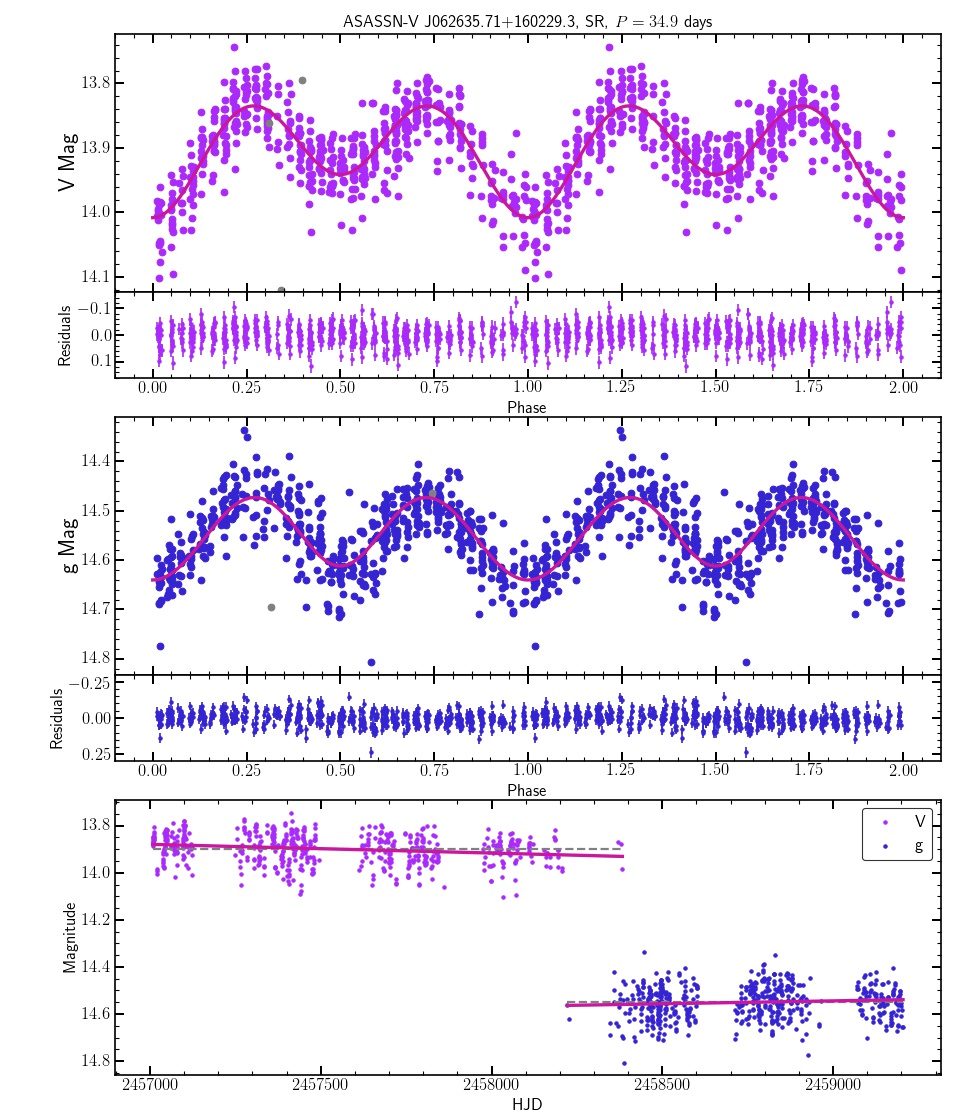 ASASSN-V J062635.71+160229.3, SR, P = 34.9 days
V Mag
13.8
13.9
14.0
14.1
Residuals
−0.1
0.0
0.1
0.00 0.25 0.50 0.75 1.00 1.25 1.50 1.75 2.00
Phase
g Mag
14.4
14.5
14.6
14.7
14.8
Residuals
−0.25
0.00
0.25
0.00 0.25 0.50 0.75 1.00 1.25 1.50 1.75 2.00
Phase
Magnitude
13.8
14.0
14.2
14.4
14.6
14.8
V
g
2457000 2457500 2458000 2458500 2459000
HJD